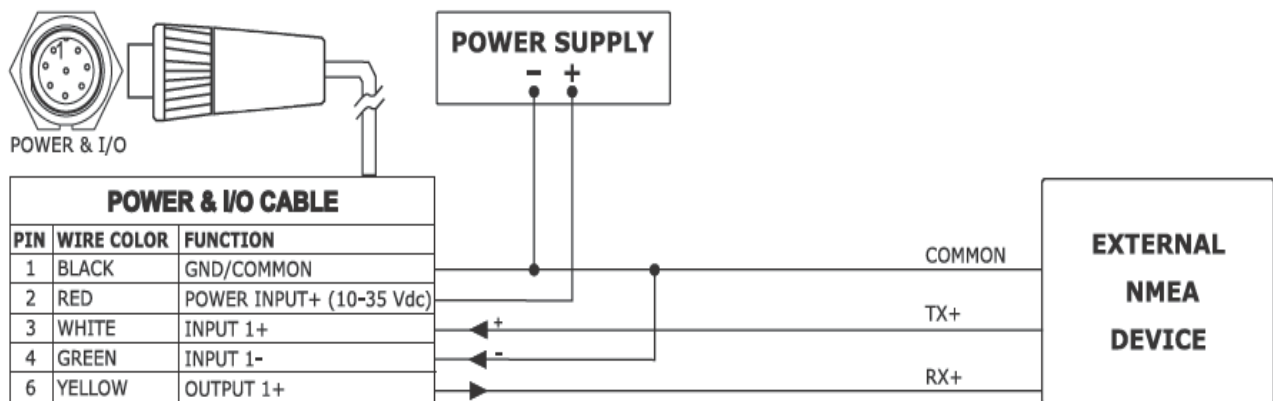 1
POWER & I/O
POWER SUPPLY
- +
POWER & I/O CABLE
PIN WIRE COLOR FUNCTION
1 BLACK GND/COMMON
2 RED POWER INPUT+ (10-35 Vdc)
3 WHITE INPUT 1+
4 GREEN INPUT 1-
6 YELLOW OUTPUT 1+
+
-
COMMON
TX+
RX+
EXTERNAL
NMEA
DEVICE